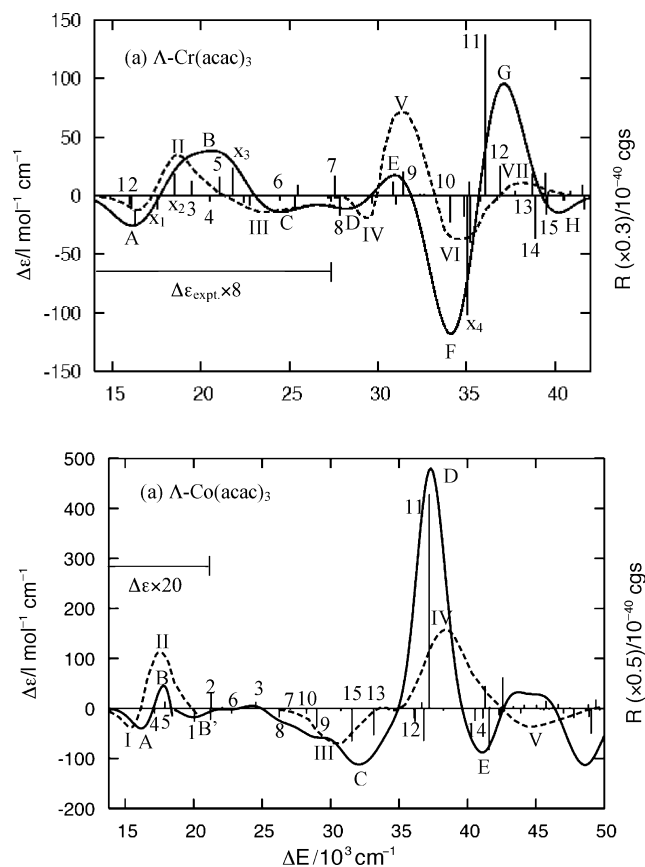 (a) Λ-Cr(acac)₃
Δε/l mol⁻¹ cm⁻¹
R (×0.3)/10⁻⁴⁰ cgs
150
100
50
0
-50
-100
-150
15 20 25 30 35 40
11
G
V
II
B
x₃
5
E
7
12
6
9
10
12
VII
x₁
x₂
3
4
A
III
C
8
D
IV
VI
13
14
15
H
x₄
F
Δε_expt.×8
(a) Λ-Co(acac)₃
Δε/l mol⁻¹ cm⁻¹
R (×0.5)/10⁻⁴⁰ cgs
500
400
300
200
100
0
-100
-200
15 20 25 30 35 40 45 50
D
11
Δε×20
IV
II
B
2
3
7
10
15
13
I
A
4
5
1
B'
6
8
9
III
C
12
14
E
V
ΔE/10³ cm⁻¹